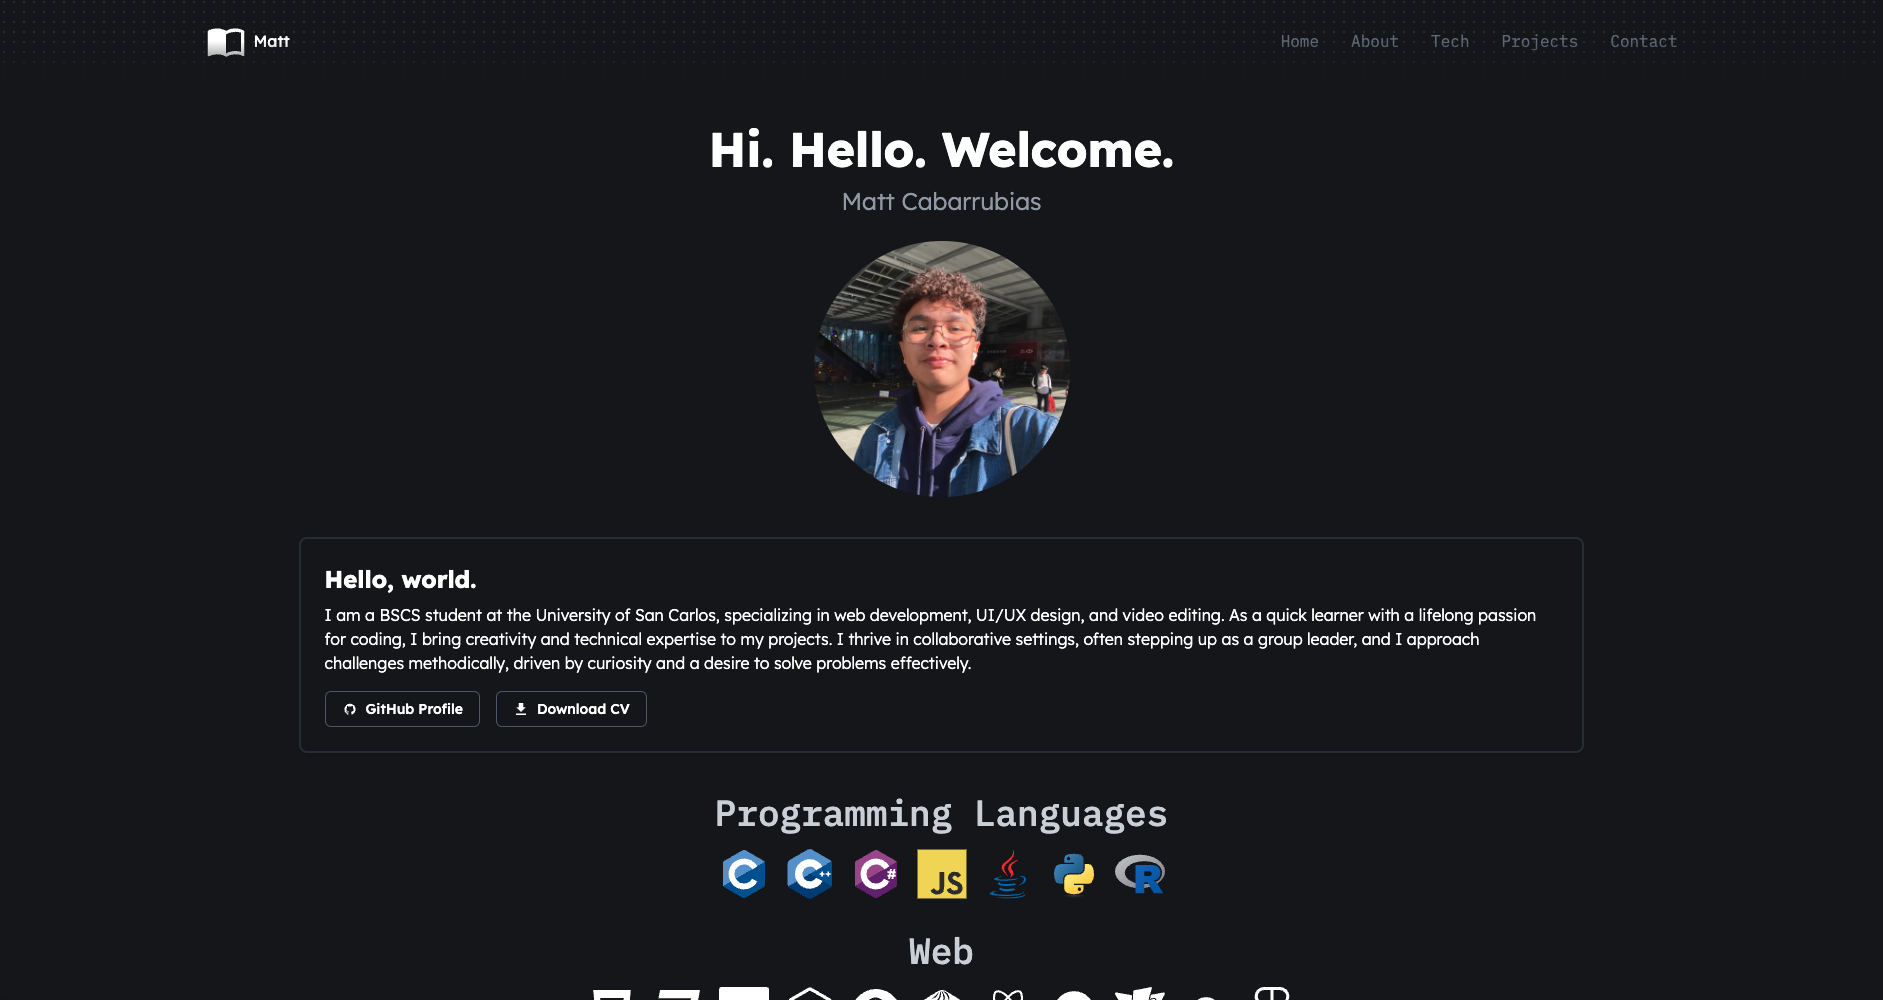 Matt
Home About Tech Projects Contact
Hi. Hello. Welcome.
Matt Cabarrubias
Hello, world.
I am a BSCS student at the University of San Carlos, specializing in web development, UI/UX design, and video editing. As a quick learner with a lifelong passion
for coding, I bring creativity and technical expertise to my projects. I thrive in collaborative settings, often stepping up as a group leader, and I approach
challenges methodically, driven by curiosity and a desire to solve problems effectively.
GitHub Profile Download CV
Programming Languages
C C++ C# JS R
Web